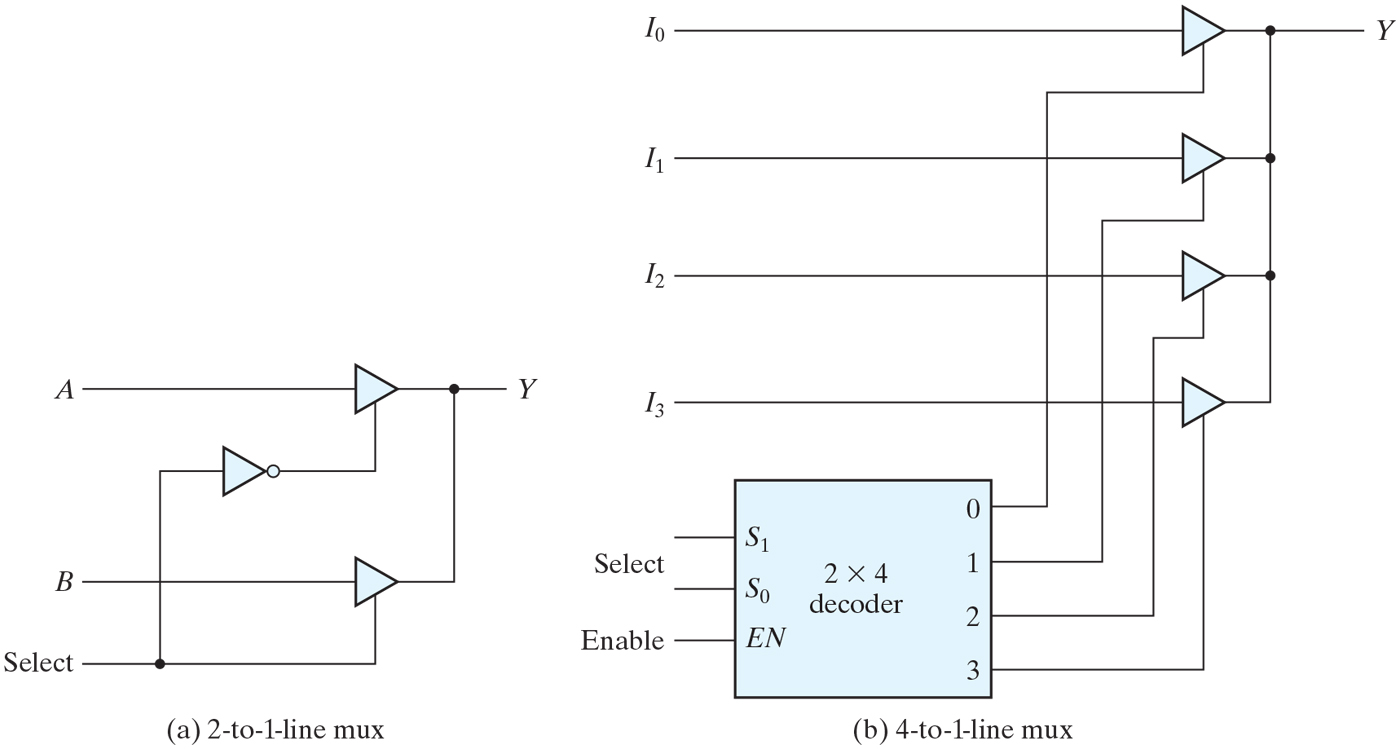 A
B
Select
Y
(a) 2-to-1-line mux
I0
I1
I2
I3
Y
Select
Enable
S1
S0
EN
2 × 4
decoder
0
1
2
3
(b) 4-to-1-line mux